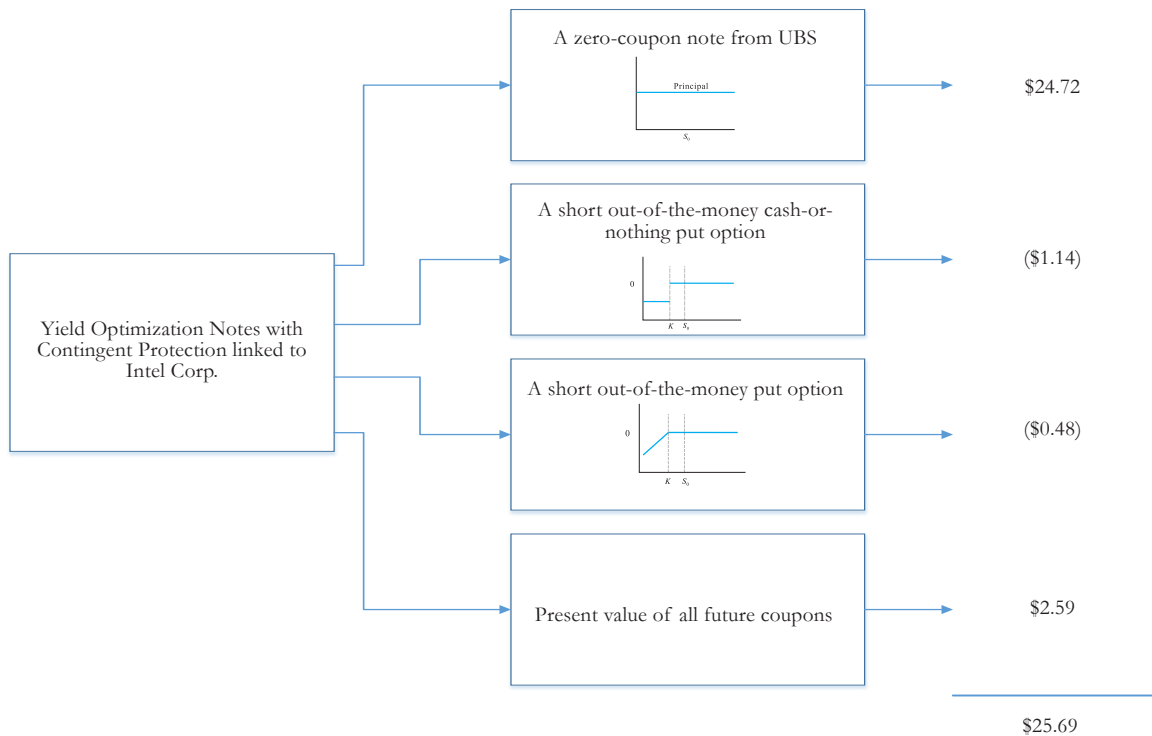 A zero-coupon note from UBS
Principal
S0
$24.72
A short out-of-the-money cash-or-
nothing put option
0
K S0
($1.14)
Yield Optimization Notes with
Contingent Protection linked to
Intel Corp.
A short out-of-the-money put option
0
K S0
($0.48)
Present value of all future coupons
$2.59
$25.69